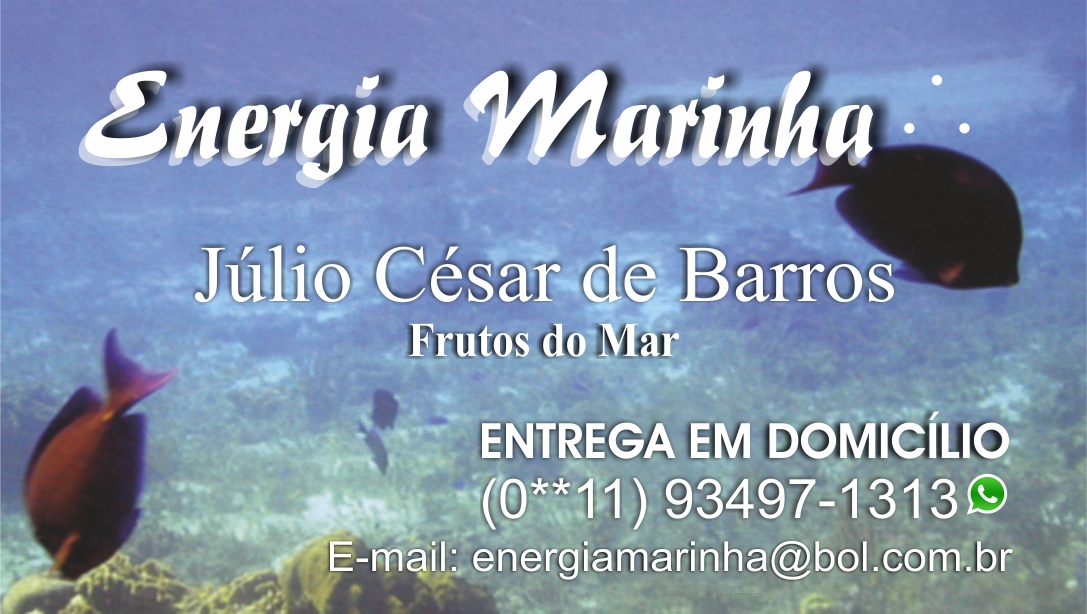 Energia Marinha
Júlio César de Barros
Frutos do Mar
ENTREGA EM DOMICÍLIO
(0**11) 93497-1313
E-mail: energiamarinha@bol.com.br